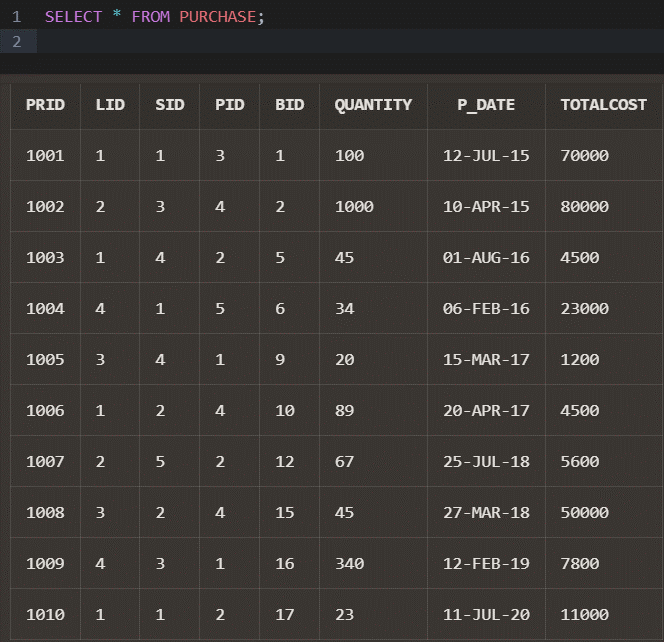 1 SELECT * FROM PURCHASE;
2
PRID LID SID PID BID QUANTITY P_DATE TOTALCOST
1001 1 1 3 1 100 12-JUL-15 70000
1002 2 3 4 2 1000 10-APR-15 80000
1003 1 4 2 5 45 01-AUG-16 4500
1004 4 1 5 6 34 06-FEB-16 23000
1005 3 4 1 9 20 15-MAR-17 1200
1006 1 2 4 10 89 20-APR-17 4500
1007 2 5 2 12 67 25-JUL-18 5600
1008 3 2 4 15 45 27-MAR-18 50000
1009 4 3 1 16 340 12-FEB-19 7800
1010 1 1 2 17 23 11-JUL-20 11000